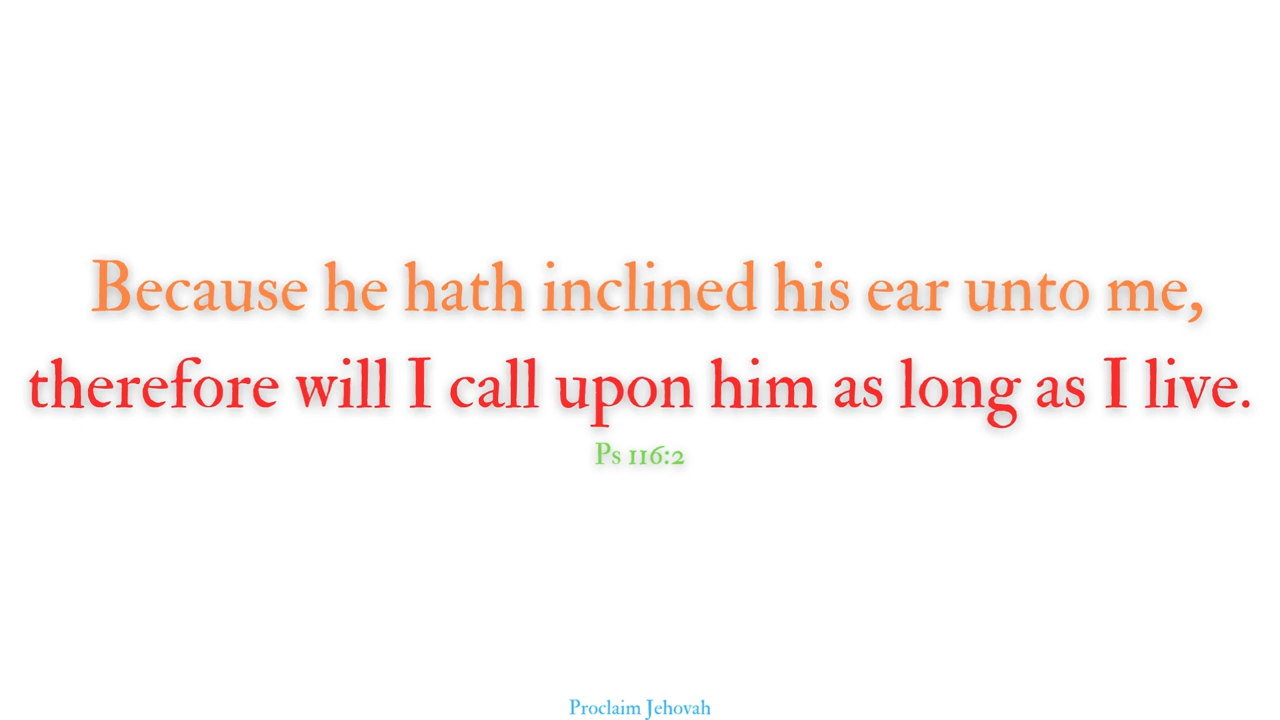 Because he hath inclined his ear unto me,
therefore will I call upon him as long as I live.
Ps 116:2
Proclaim Jehovah